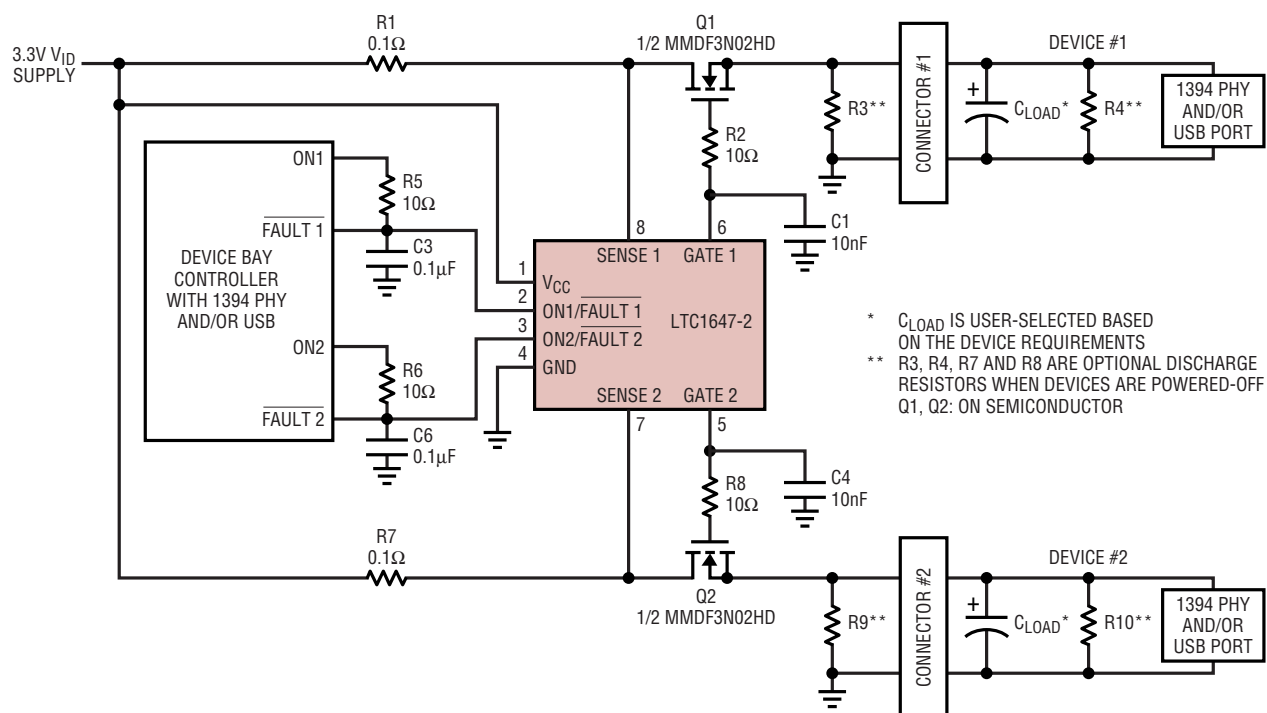 3.3V VID
SUPPLY
R1
0.1Ω
Q1
1/2 MMDF3N02HD
R3**
CONNECTOR #1
DEVICE #1
+
CLOAD*
R4**
1394 PHY
AND/OR
USB PORT
R2
10Ω
C1
10nF
DEVICE BAY
CONTROLLER
WITH 1394 PHY
AND/OR USB
ON1
FAULT 1
ON2
FAULT 2
R5
10Ω
C3
0.1μF
R6
10Ω
C6
0.1μF
8
6
SENSE 1
GATE 1
1
VCC
2
ON1/FAULT 1
3
ON2/FAULT 2
4
GND
LTC1647-2
SENSE 2
GATE 2
7
5
* CLOAD IS USER-SELECTED BASED
ON THE DEVICE REQUIREMENTS
** R3, R4, R7 AND R8 ARE OPTIONAL DISCHARGE
RESISTORS WHEN DEVICES ARE POWERED-OFF
Q1, Q2: ON SEMICONDUCTOR
R8
10Ω
C4
10nF
R7
0.1Ω
Q2
1/2 MMDF3N02HD
R9**
CONNECTOR #2
DEVICE #2
+
CLOAD*
R10**
1394 PHY
AND/OR
USB PORT